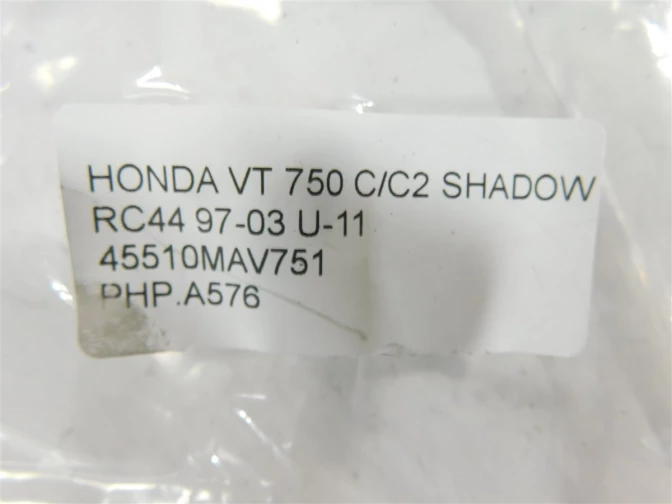 HONDA VT 750 C/C2 SHADOW
RC44 97-03 U-11
45510MAV751
PHP.A576